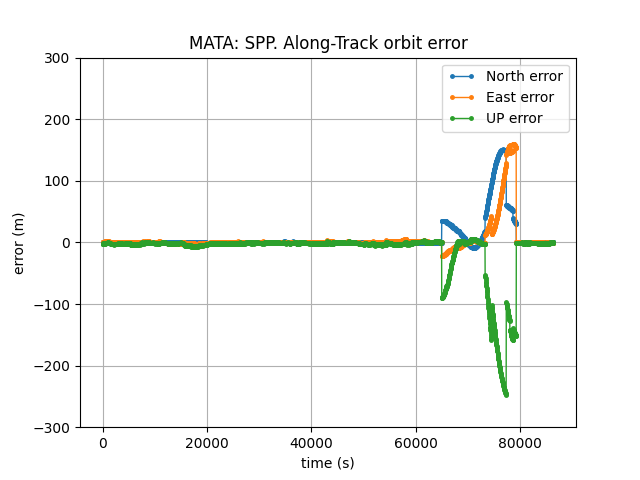 MATA: SPP. Along-Track orbit error
300
200
100
0
−100
−200
−300
error (m)
North error
East error
UP error
0
20000
40000
60000
80000
time (s)